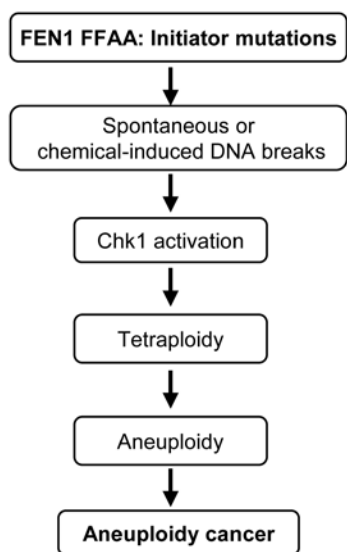 FEN1 FFAA: Initiator mutations
Spontaneous or
chemical-induced DNA breaks
Chk1 activation
Tetraploidy
Aneuploidy
Aneuploidy cancer